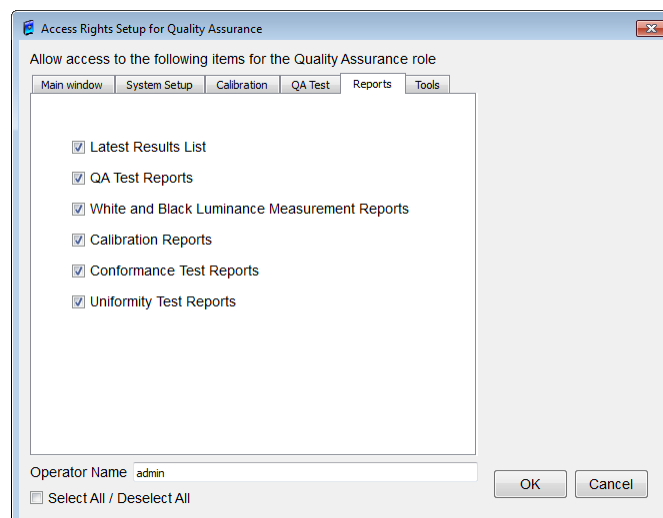 Access Rights Setup for Quality Assurance
Allow access to the following items for the Quality Assurance role
Main window System Setup Calibration QA Test Reports Tools
Latest Results List
QA Test Reports
White and Black Luminance Measurement Reports
Calibration Reports
Conformance Test Reports
Uniformity Test Reports
Operator Name admin
OK Cancel
Select All / Deselect All